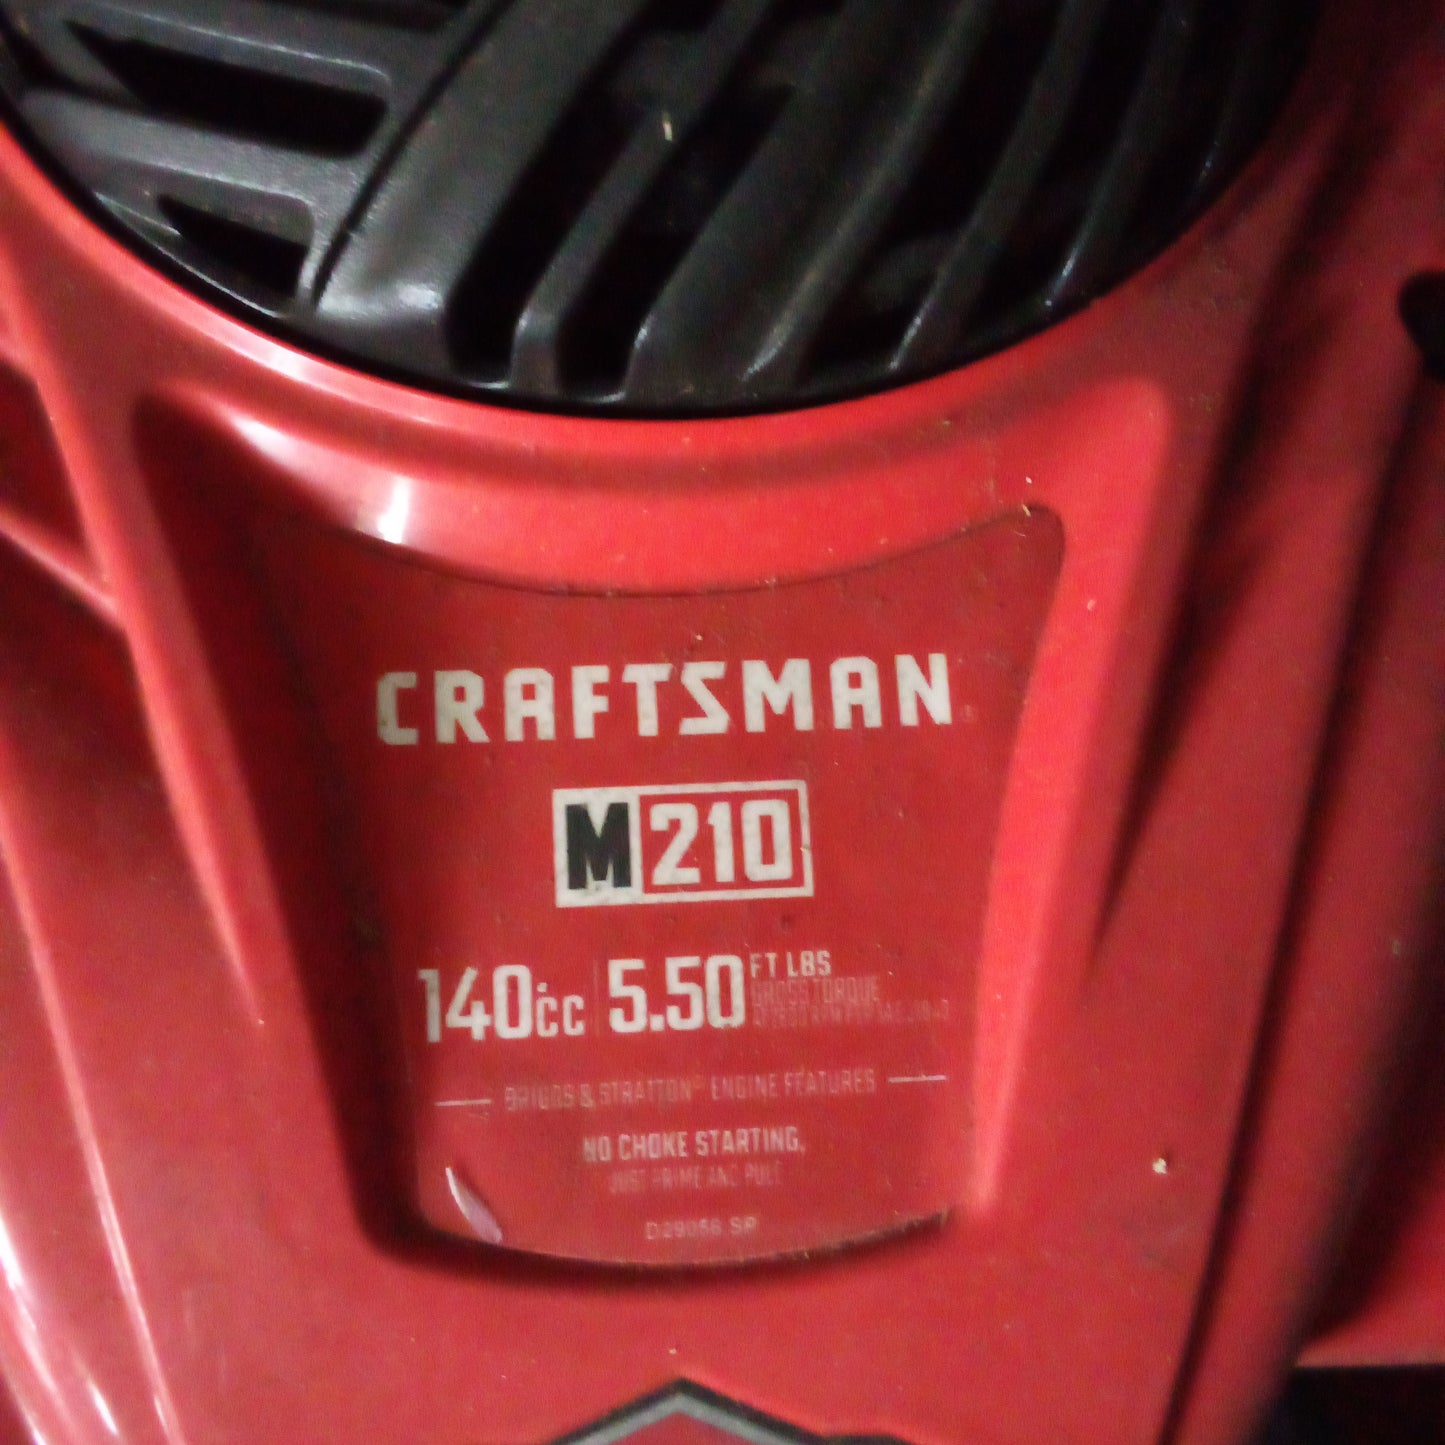 CRAFTSMAN
M210
140cc 5.50 FT LBS
GROSS TORQUE
BRIGGS & STRATTON® ENGINE FEATURES
NO CHOKE STARTING,
JUST PRIME AND PULL